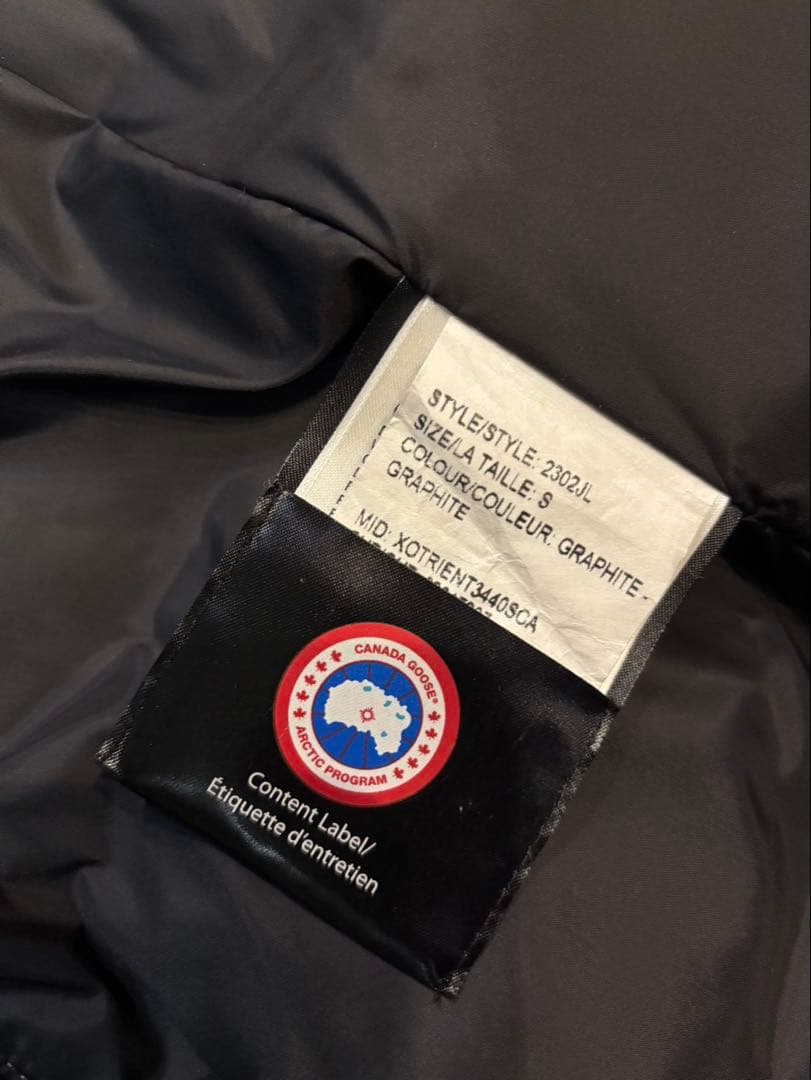 STYLE/STYLE: 2302JL
SIZE/LA TAILLE: S
COLOUR/COULEUR: GRAPHITE -
GRAPHITE
MID: XOTRIENT3440SCA
CANADA GOOSE®
ARCTIC PROGRAM
Content Label/
Étiquette d'entretien